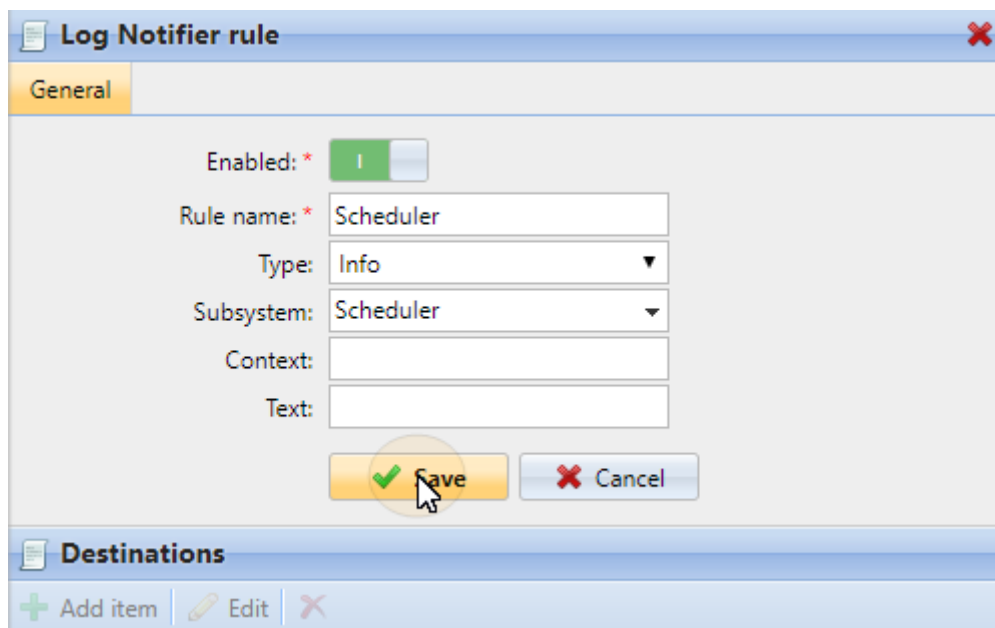 Log Notifier rule
General
Enabled: *
I
Rule name: * Scheduler
Type: Info
Subsystem: Scheduler
Context:
Text:
Save Cancel
Destinations
Add item Edit